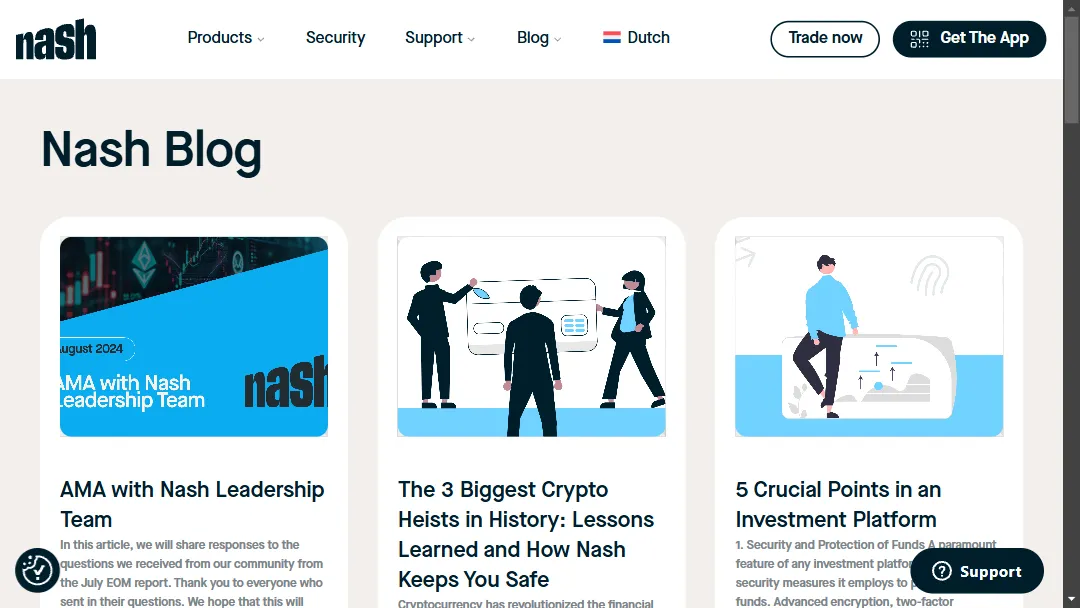 nash
Products
Security
Support
Blog
Dutch
Trade now
Get The App
Nash Blog
August 2024
AMA with Nash
Leadership Team
nash
AMA with Nash Leadership
Team
In this article, we will share responses to the
questions we received from our community from
the July EOM report. Thank you to everyone who
sent in their questions. We hope that this will
The 3 Biggest Crypto
Heists in History: Lessons
Learned and How Nash
Keeps You Safe
Cryptocurrency has revolutionized the financial
5 Crucial Points in an
Investment Platform
1. Security and Protection of Funds A paramount
feature of any investment
security measures it employs to
funds. Advanced encryption, two-factor
Support